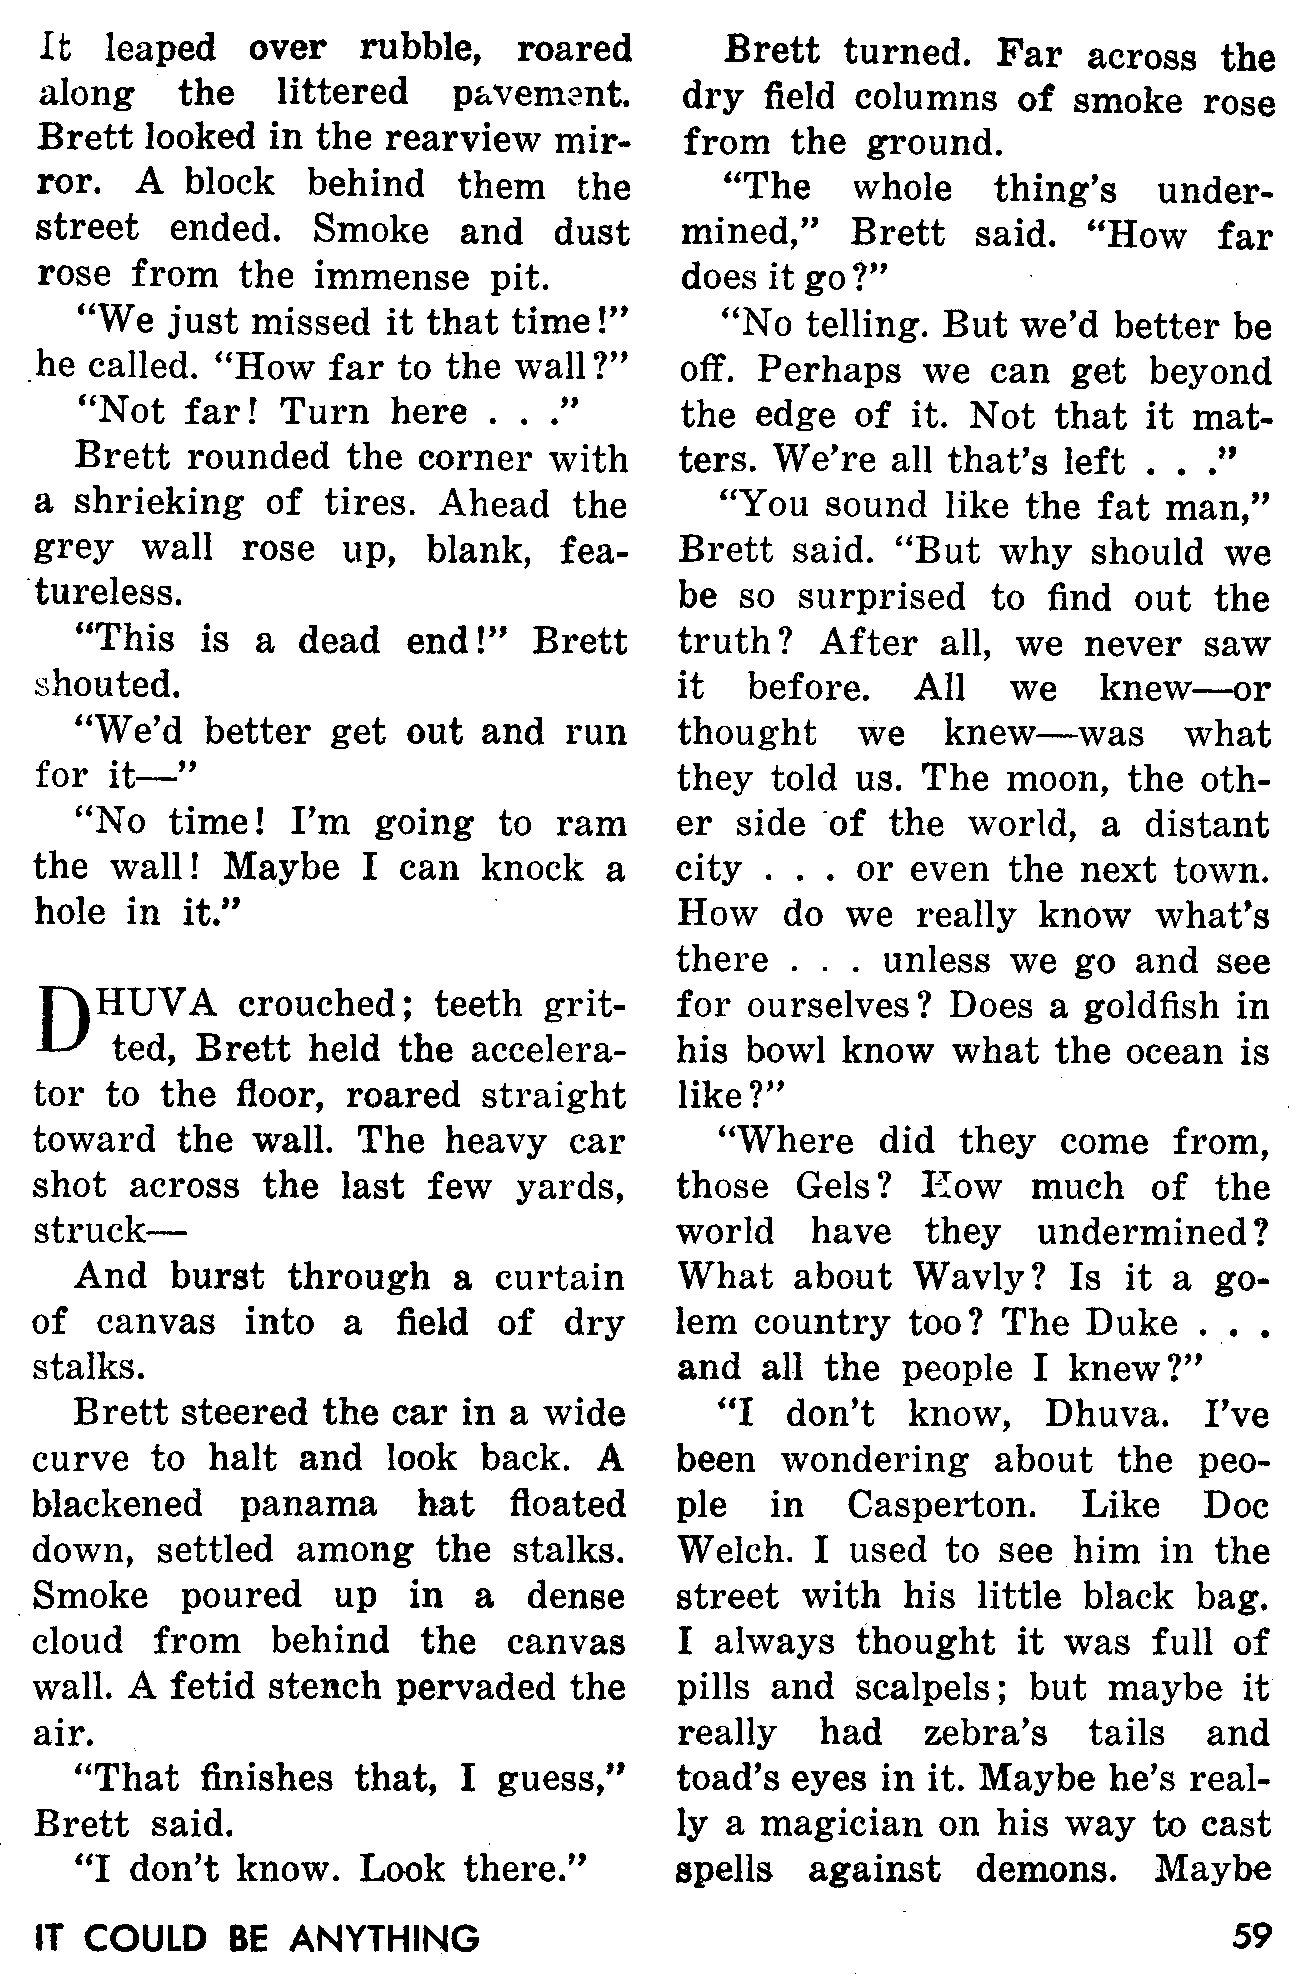 It leaped over rubble, roared
along the littered pavement.
Brett looked in the rearview mir-
ror. A block behind them the
street ended. Smoke and dust
rose from the immense pit.
"We just missed it that time!"
he called. "How far to the wall?"
"Not far! Turn here . . ."
Brett rounded the corner with
a shrieking of tires. Ahead the
grey wall rose up, blank, fea-
tureless.
"This is a dead end!" Brett
shouted.
"We'd better get out and run
for it—"
"No time! I'm going to ram
the wall! Maybe I can knock a
hole in it."
DHUVA crouched; teeth grit-
ted, Brett held the accelera-
tor to the floor, roared straight
toward the wall. The heavy car
shot across the last few yards,
struck—
And burst through a curtain
of canvas into a field of dry
stalks.
Brett steered the car in a wide
curve to halt and look back. A
blackened panama hat floated
down, settled among the stalks.
Smoke poured up in a dense
cloud from behind the canvas
wall. A fetid stench pervaded the
air.
"That finishes that, I guess,"
Brett said.
"I don't know. Look there."
Brett turned. Far across the
dry field columns of smoke rose
from the ground.
"The whole thing's under-
mined," Brett said. "How far
does it go?"
"No telling. But we'd better be
off. Perhaps we can get beyond
the edge of it. Not that it mat-
ters. We're all that's left . . ."
"You sound like the fat man,"
Brett said. "But why should we
be so surprised to find out the
truth? After all, we never saw
it before. All we knew—or
thought we knew—was what
they told us. The moon, the oth-
er side of the world, a distant
city . . . or even the next town.
How do we really know what's
there . . . unless we go and see
for ourselves? Does a goldfish in
his bowl know what the ocean is
like?"
"Where did they come from,
those Gels? How much of the
world have they undermined?
What about Wavly? Is it a go-
lem country too? The Duke . . .
and all the people I knew?"
"I don't know, Dhuva. I've
been wondering about the peo-
ple in Casperton. Like Doc
Welch. I used to see him in the
street with his little black bag.
I always thought it was full of
pills and scalpels; but maybe it
really had zebra's tails and
toad's eyes in it. Maybe he's real-
ly a magician on his way to cast
spells against demons. Maybe
IT COULD BE ANYTHING
59